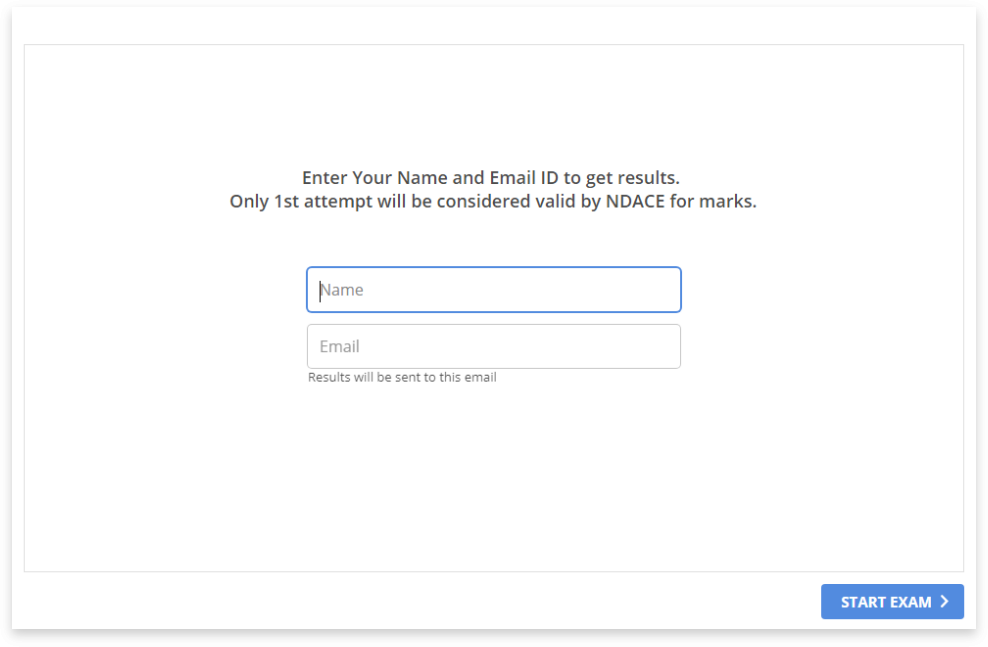 Enter Your Name and Email ID to get results.
Only 1st attempt will be considered valid by NDACE for marks.
Name
Email
Results will be sent to this email
START EXAM